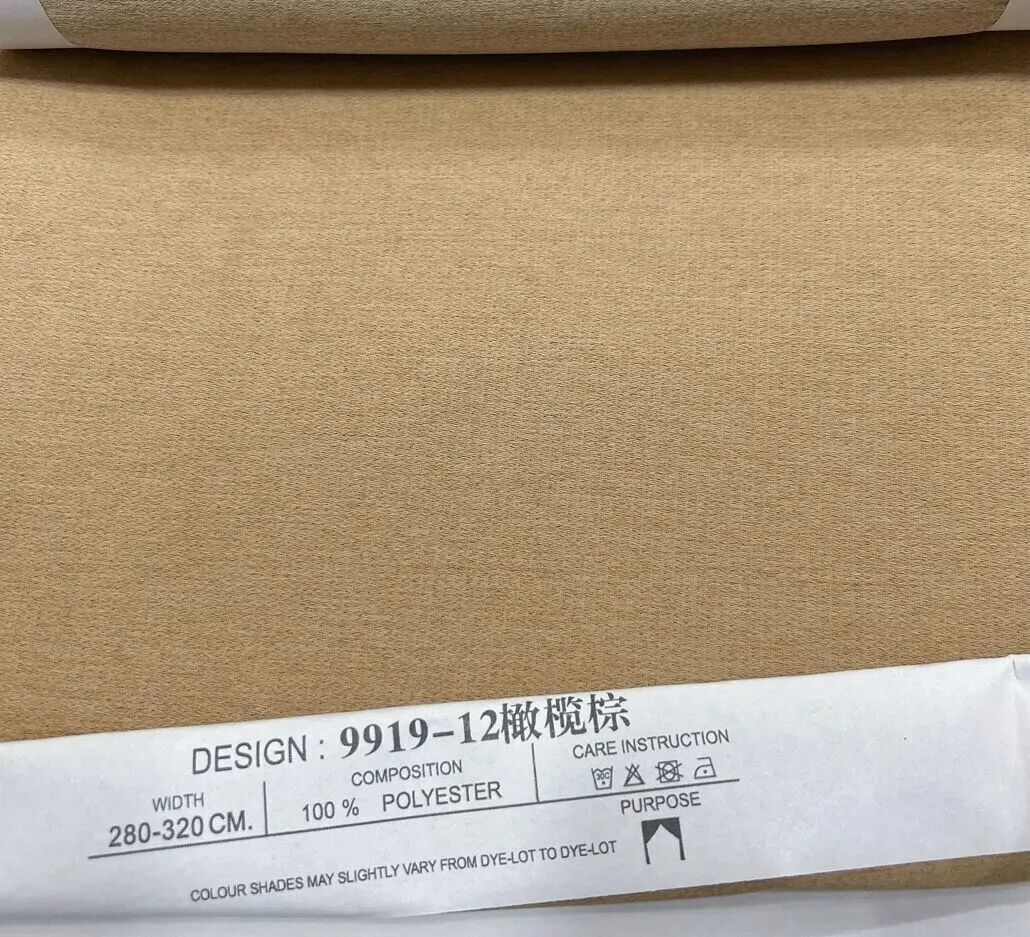 DESIGN : 9919-12橄榄棕
WIDTH
280-320 CM.
COMPOSITION
100 % POLYESTER
CARE INSTRUCTION
30C
PURPOSE
COLOUR SHADES MAY SLIGHTLY VARY FROM DYE-LOT TO DYE-LOT